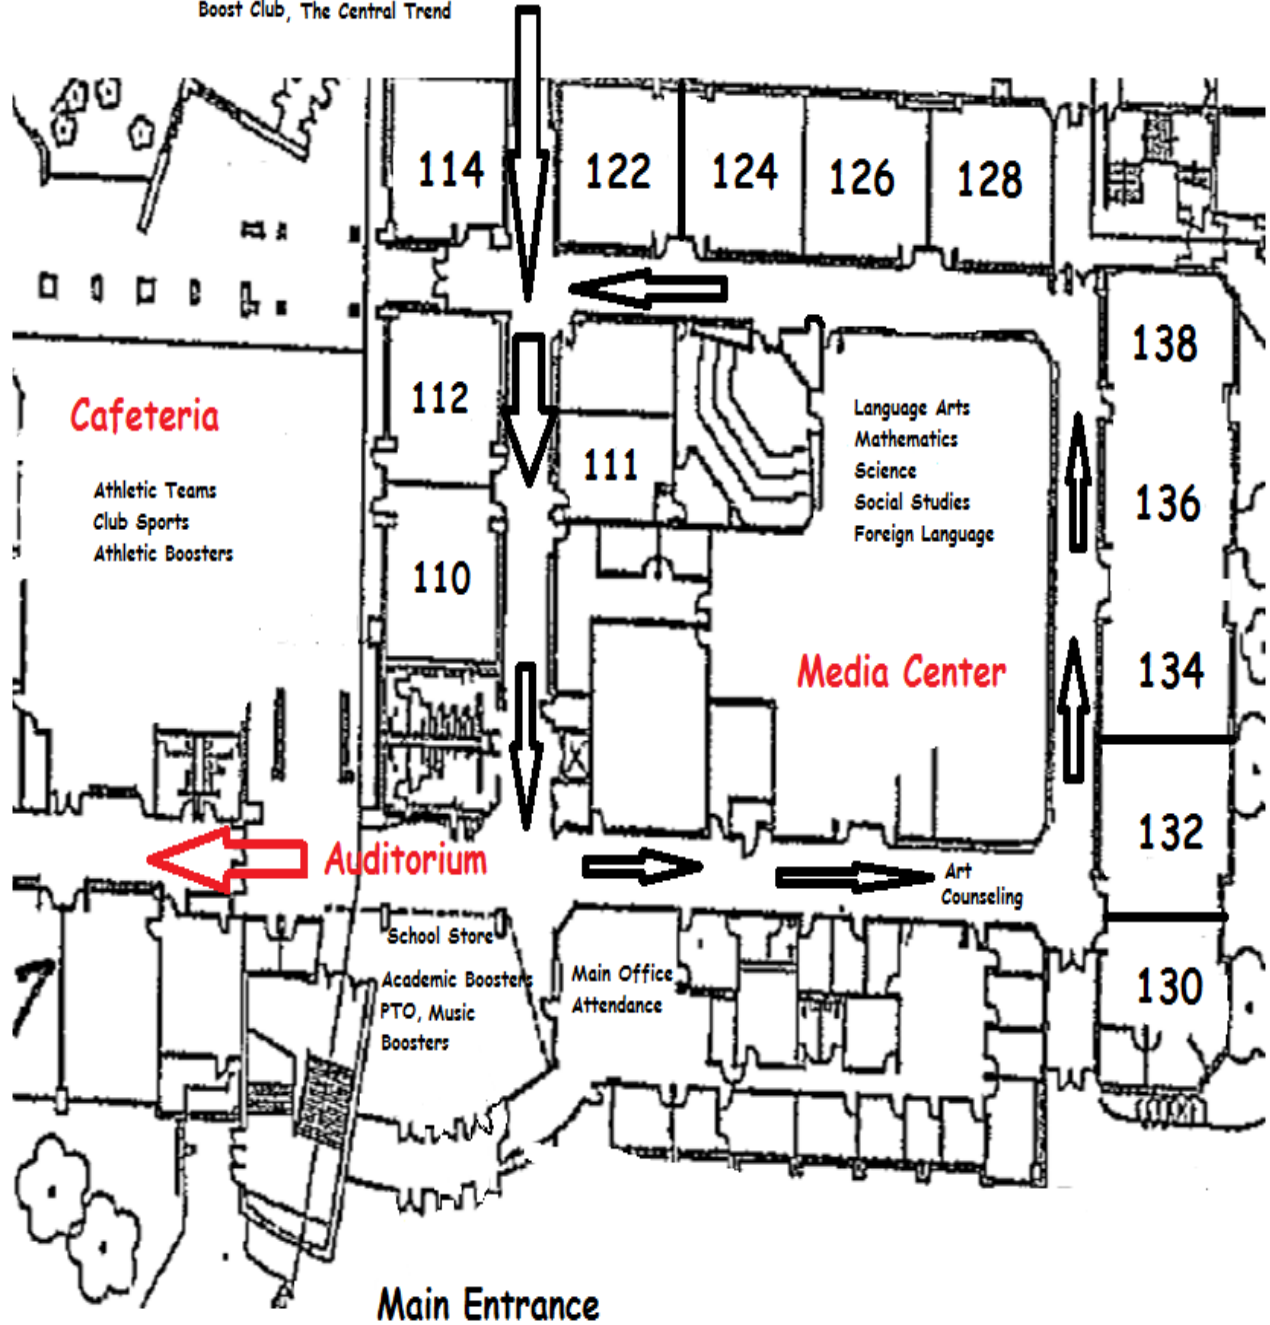 Boost Club, The Central Trend
114
122
124
126
128
138
112
Cafeteria
Language Arts
Mathematics
Science
Social Studies
Foreign Language
111
Athletic Teams
Club Sports
Athletic Boosters
136
110
Media Center
134
132
Auditorium
Art
Counseling
School Store
Academic Boosters
PTO, Music
Boosters
Main Office
Attendance
130
Main Entrance